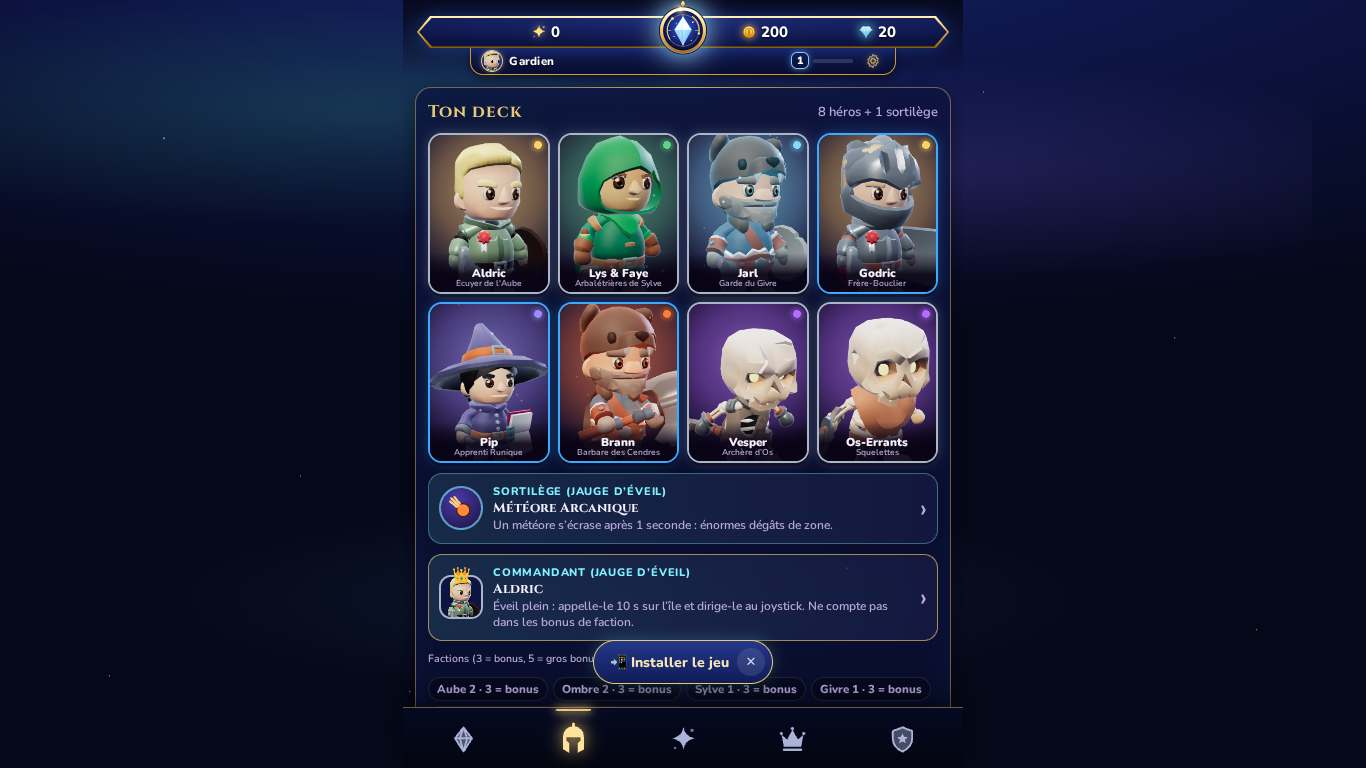 0
200
20
Gardien
1
Ton deck
8 héros + 1 sortilège
Aldric
Écuyer de l'Aube
Lys & Faye
Arbalétrières de Sylve
Jarl
Garde du Givre
Godric
Frère-Bouclier
Pip
Apprenti Runique
Brann
Barbare des Cendres
Vesper
Archère d'Os
Os-Errants
Squelettes
SORTILÈGE (JAUGE D'ÉVEIL)
Météore Arcanique
Un météore s'écrase après 1 seconde : énormes dégâts de zone.
COMMANDANT (JAUGE D'ÉVEIL)
Aldric
Éveil plein : appelle-le 10 s sur l'île et dirige-le au joystick. Ne compte pas
dans les bonus de faction.
Factions (3 = bonus, 5 = gros bonu
Installer le jeu
Aube 2 · 3 = bonus
Ombre 2 · 3 = bonus
Sylve 1 · 3 = bonus
Givre 1 · 3 = bonus